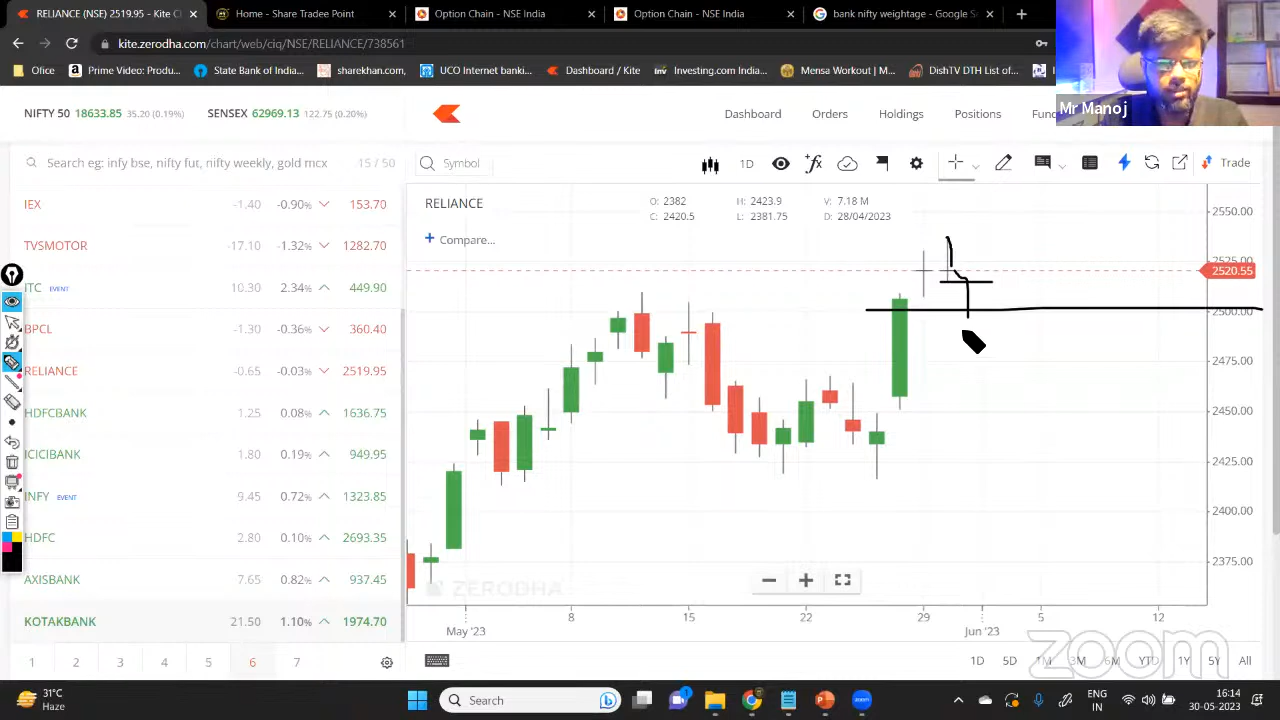 RELIANCE (NSE) 2519.95 - Kite C
Home - Share Tradee Point
Option Chain - NSE India
Option Chain - NSE India
bank nifty weightage - Google S
kite.zerodha.com/chart/web/ciq/NSE/RELIANCE/738561
Ofice
Prime Video - Amaz...
State Bank of India
sharekhan.com,
UCO Internet banki...
Dashboard / Kite
Investing.com India...
Mensa Workout | M...
DishTV DTH List of...
Mr Manoj
NIFTY 50 18633.85 35.20 (0.19%)
SENSEX 62969.13 122.75 (0.20%)
Dashboard
Orders
Holdings
Positions
Search eg: infy bse, nifty fut, nifty weekly, gold mcx
15 / 50
Symbol
1D
Trade
IEX -1.40 -0.90% 153.70
TVSMOTOR -17.10 -1.32% 1282.70
ITC EVENT 10.30 2.34% 449.90
BPCL -1.30 -0.36% 360.40
RELIANCE -0.65 -0.03% 2519.95
HDFCBANK 1.25 0.08% 1636.75
ICICIBANK 1.80 0.19% 949.95
INFY EVENT 9.45 0.72% 1323.85
HDFC 2.80 0.10% 2693.35
AXISBANK 7.65 0.82% 937.45
KOTAKBANK 21.50 1.10% 1974.70
1 2 3 4 5 6 7
RELIANCE
O: 2382 H: 2423.9 V: 7.18 M
C: 2420.5 L: 2381.75 D: 28/04/2023
+ Compare...
2550.00
2525.00
2520.55
2500.00
2475.00
2450.00
2425.00
2400.00
2375.00
ZERODHA
8 15 22 29 5 12
May '23 Jun '23
1D 5D 1M 3M 6M YTD 1Y 5Y All
zoom
31°C
Haze
Search
ENG
IN
16:14
30-05-2023